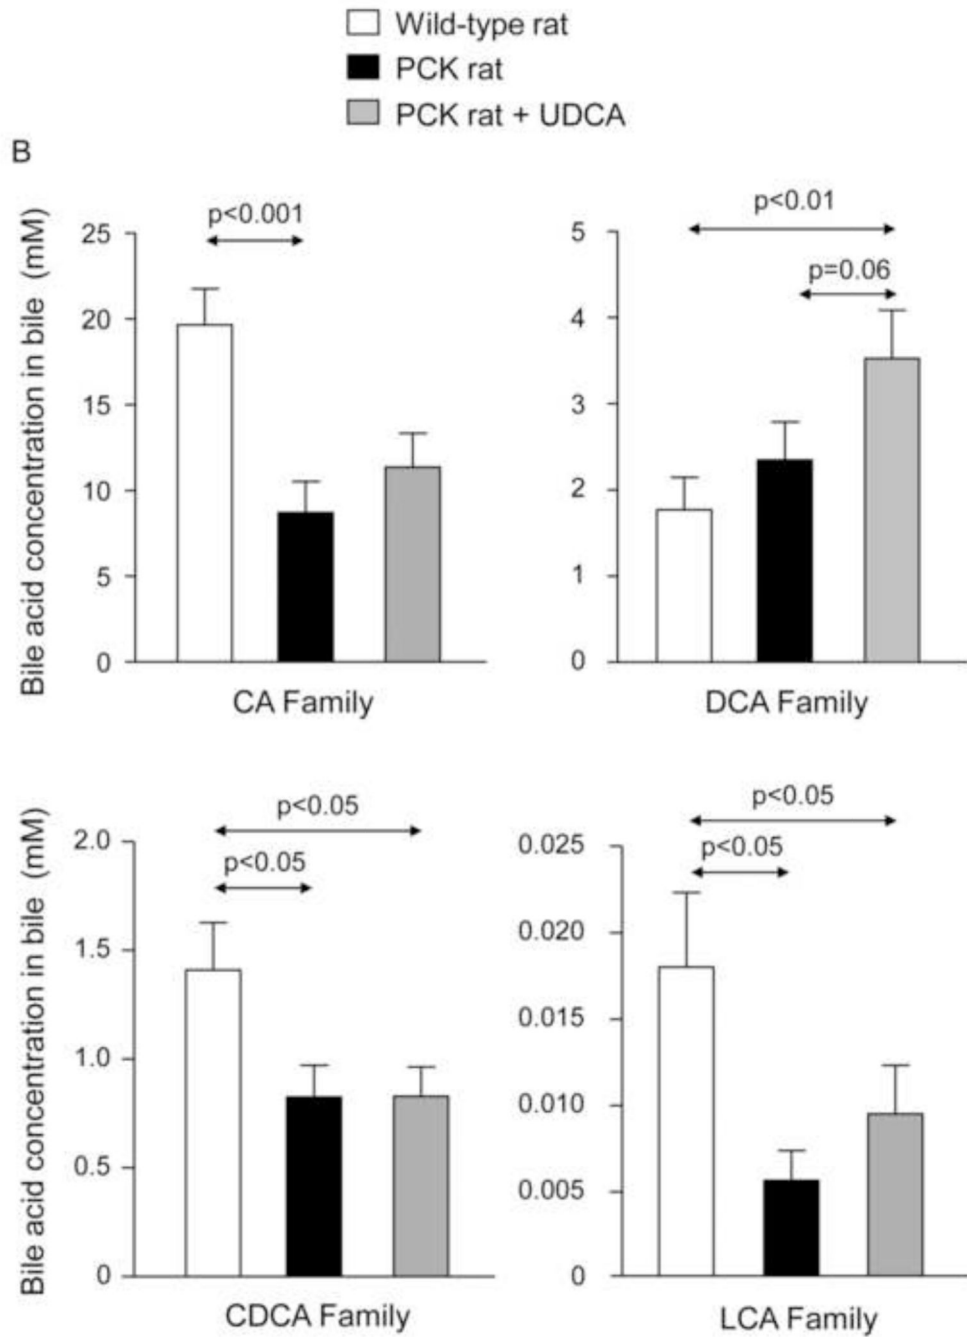 Wild-type rat
PCK rat
PCK rat + UDCA
B
Bile acid concentration in bile (mM)
p<0.001
25
20
15
10
5
0
CA Family
p<0.01
p=0.06
5
4
3
2
1
0
DCA Family
Bile acid concentration in bile (mM)
p<0.05
p<0.05
2.0
1.5
1.0
0.5
0
CDCA Family
p<0.05
p<0.05
0.025
0.020
0.015
0.010
0.005
0
LCA Family